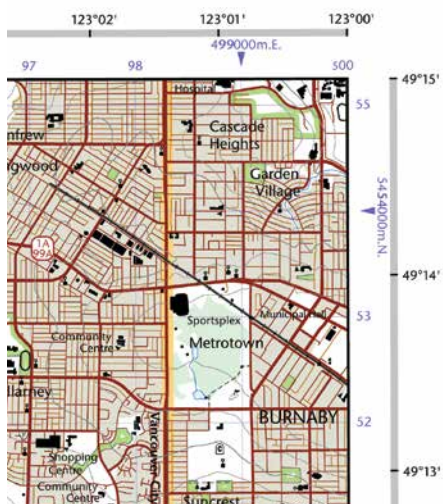 123°02' 123°01' 123°00'
499000m.E.
97 98 500
49°15'
Hospital
55
nfrew
Cascade
Heights
ngwood
Garden
Village
5454000m.N.
1A
99A
49°14'
Sportsplex
Municipal Hall
53
Community
Centre
Metrotown
llarney
52
BURNABY
Vancouver City
Shopping
Centre
49°13'
Community
Centre
Suncrest